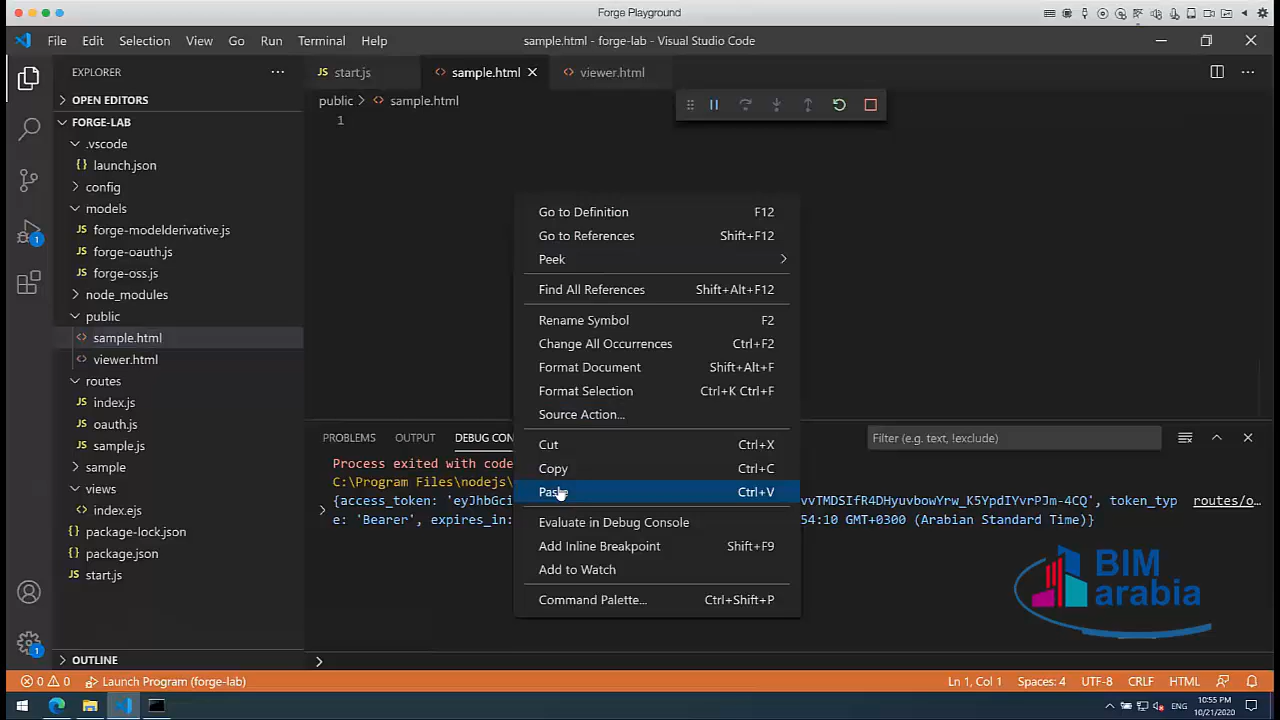 Forge Playground
File Edit Selection View Go Run Terminal Help
sample.html - forge-lab - Visual Studio Code
EXPLORER
start.js
sample.html
viewer.html
OPEN EDITORS
public
sample.html
FORGE-LAB
1
.vscode
launch.json
config
models
forge-modelderivative.js
forge-oauth.js
forge-oss.js
node_modules
public
sample.html
viewer.html
routes
index.js
oauth.js
sample.js
sample
views
index.ejs
package-lock.json
package.json
start.js
OUTLINE
Go to Definition F12
Go to References Shift+F12
Peek
Find All References Shift+Alt+F12
Rename Symbol F2
Change All Occurrences Ctrl+F2
Format Document Shift+Alt+F
Format Selection Ctrl+K Ctrl+F
Source Action...
Cut Ctrl+X
Copy Ctrl+C
Paste Ctrl+V
Evaluate in Debug Console
Add Inline Breakpoint Shift+F9
Add to Watch
Command Palette... Ctrl+Shift+P
PROBLEMS OUTPUT DEBUG CON
Filter (e.g. text, !exclude)
Process exited with code
C:\Program Files\nodejs\
{access_token: 'eyJhbGci vvTMDSIfR4DHyuvbowYrw_K5YpdIYvrPJm-4CQ', token_typ routes/o...
e: 'Bearer', expires_in: 54:10 GMT+0300 (Arabian Standard Time)}
BIM
arabia
1
1
0 0 Launch Program (forge-lab)
Ln 1, Col 1 Spaces: 4 UTF-8 CRLF HTML
ENG
10:55 PM
10/21/2020